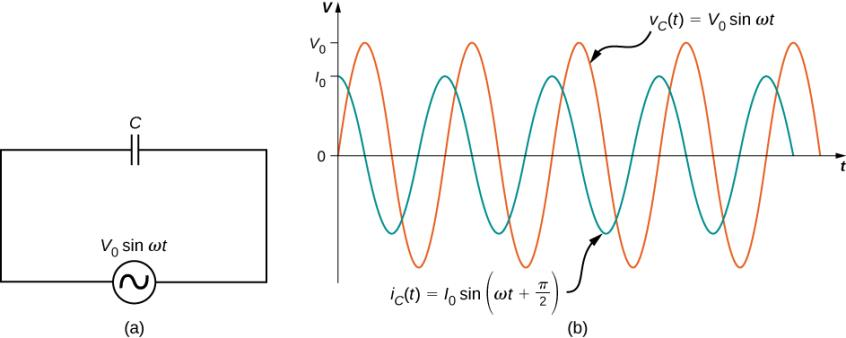 C
V₀ sin ωt
(a)
V
V₀
I₀
0
t
v_C(t) = V₀ sin ωt
i_C(t) = I₀ sin (ωt + π/2)
(b)